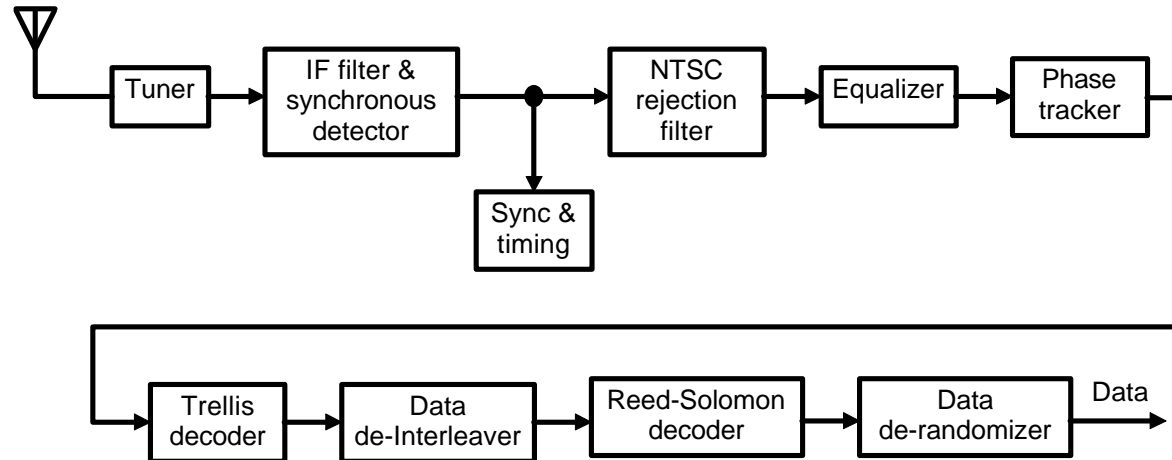 Tuner
IF filter &
synchronous
detector
NTSC
rejection
filter
Equalizer
Phase
tracker
Sync &
timing
Trellis
decoder
Data
de-Interleaver
Reed-Solomon
decoder
Data
de-randomizer
Data